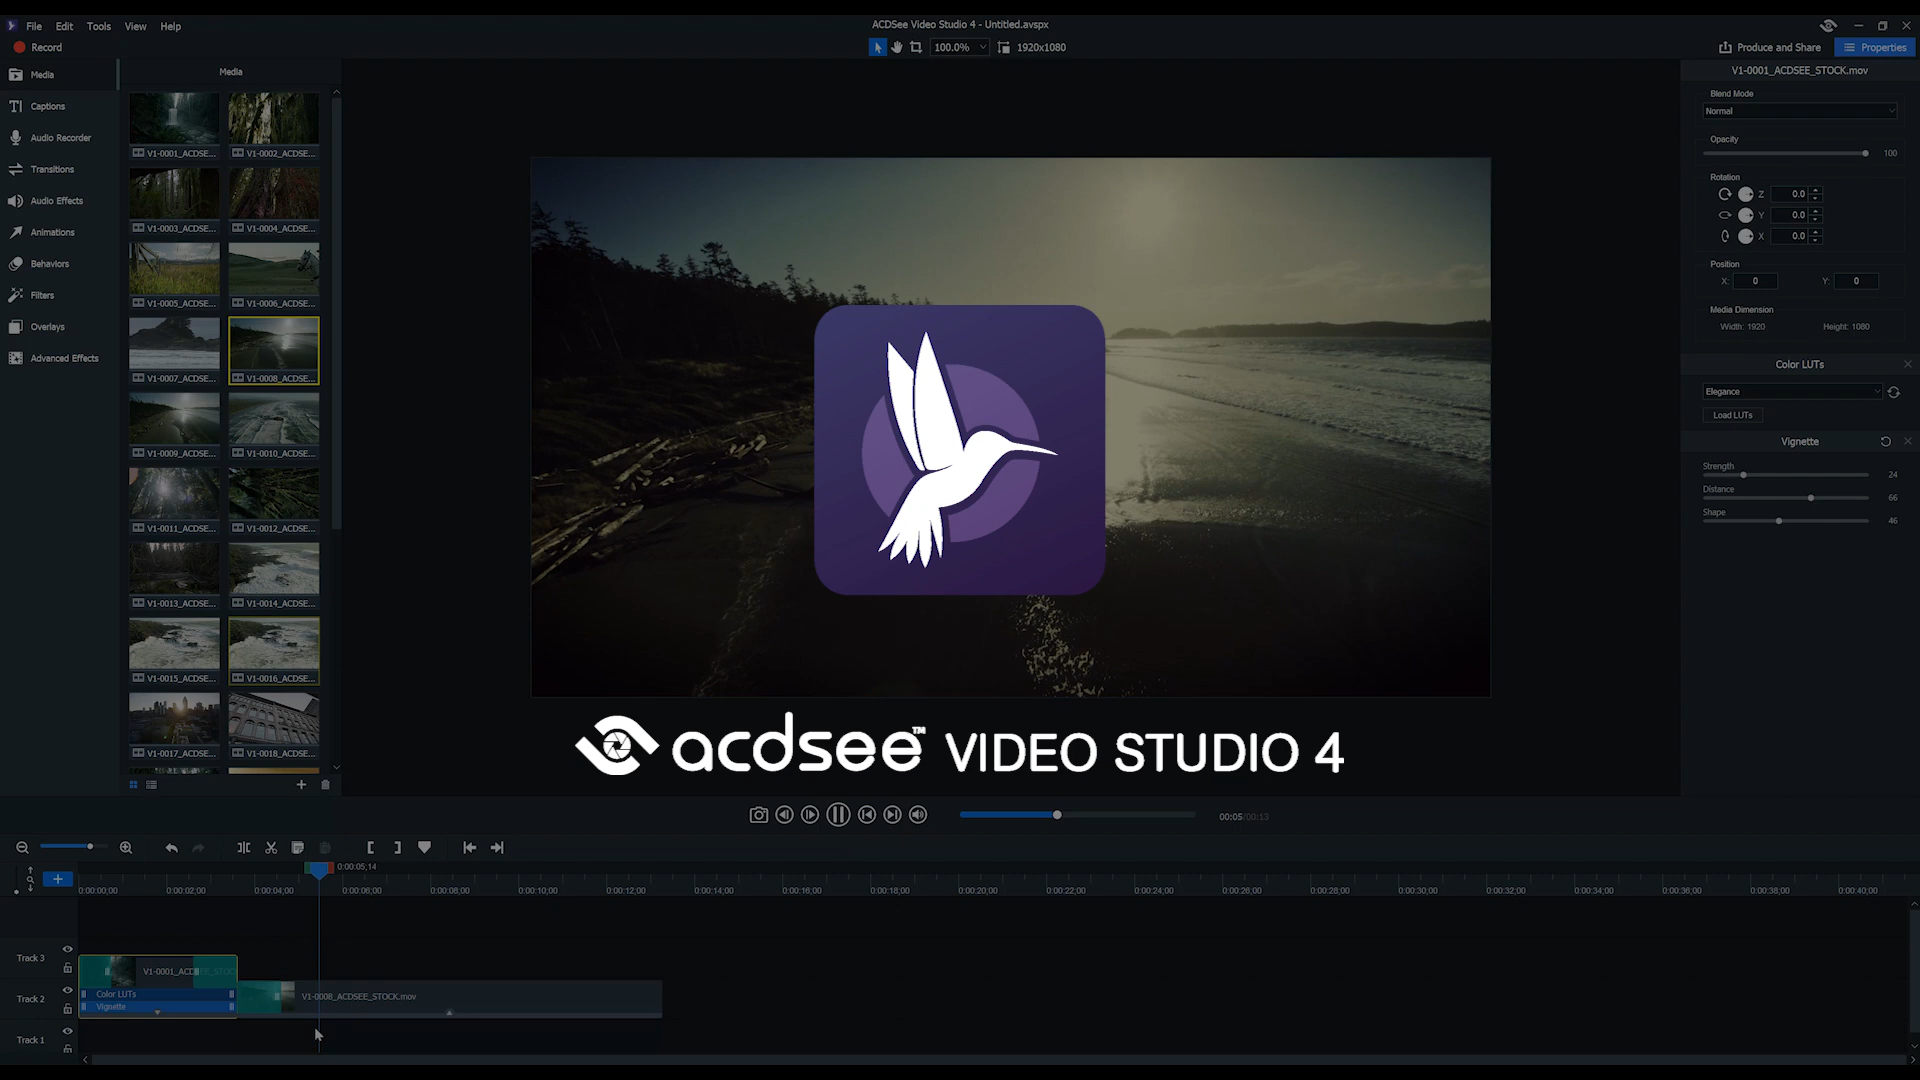 File Edit Tools View Help
ACDSee Video Studio 4 - Untitled.avspx
Record
100.0%
1920x1080
Produce and Share
Properties
Media
Captions
Audio Recorder
Transitions
Audio Effects
Animations
Behaviors
Filters
Overlays
Advanced Effects
Media
V1-0001_ACDSE...
V1-0002_ACDSE...
V1-0003_ACDSE...
V1-0004_ACDSE...
V1-0005_ACDSE...
V1-0006_ACDSE...
V1-0007_ACDSE...
V1-0008_ACDSE...
V1-0009_ACDSE...
V1-0010_ACDSE...
V1-0011_ACDSE...
V1-0012_ACDSE...
V1-0013_ACDSE...
V1-0014_ACDSE...
V1-0015_ACDSE...
V1-0016_ACDSE...
V1-0017_ACDSE...
V1-0018_ACDSE...
V1-0001_ACDSEE_STOCK.mov
Blend Mode
Normal
Opacity
100
Rotation
Z 0.0
Y 0.0
X 0.0
Position
X: 0 Y: 0
Media Dimension
Width: 1920 Height: 1080
Color LUTs
Elegance
Load LUTs
Vignette
Strength
24
Distance
66
Shape
46
acdsee™ VIDEO STUDIO 4
00:05/00:13
0:00:05;14
0:00:00;00 0:00:02;00 0:00:04;00 0:00:06;00 0:00:08;00 0:00:10;00 0:00:12;00 0:00:14;00 0:00:16;00 0:00:18;00 0:00:20;00 0:00:22;00 0:00:24;00 0:00:26;00 0:00:28;00 0:00:30;00 0:00:32;00 0:00:34;00 0:00:36;00 0:00:38;00 0:00:40;00
Track 3
V1-0001_ACDSEE_STOC
Color LUTs
Vignette
Track 2
V1-0008_ACDSEE_STOCK.mov
Track 1